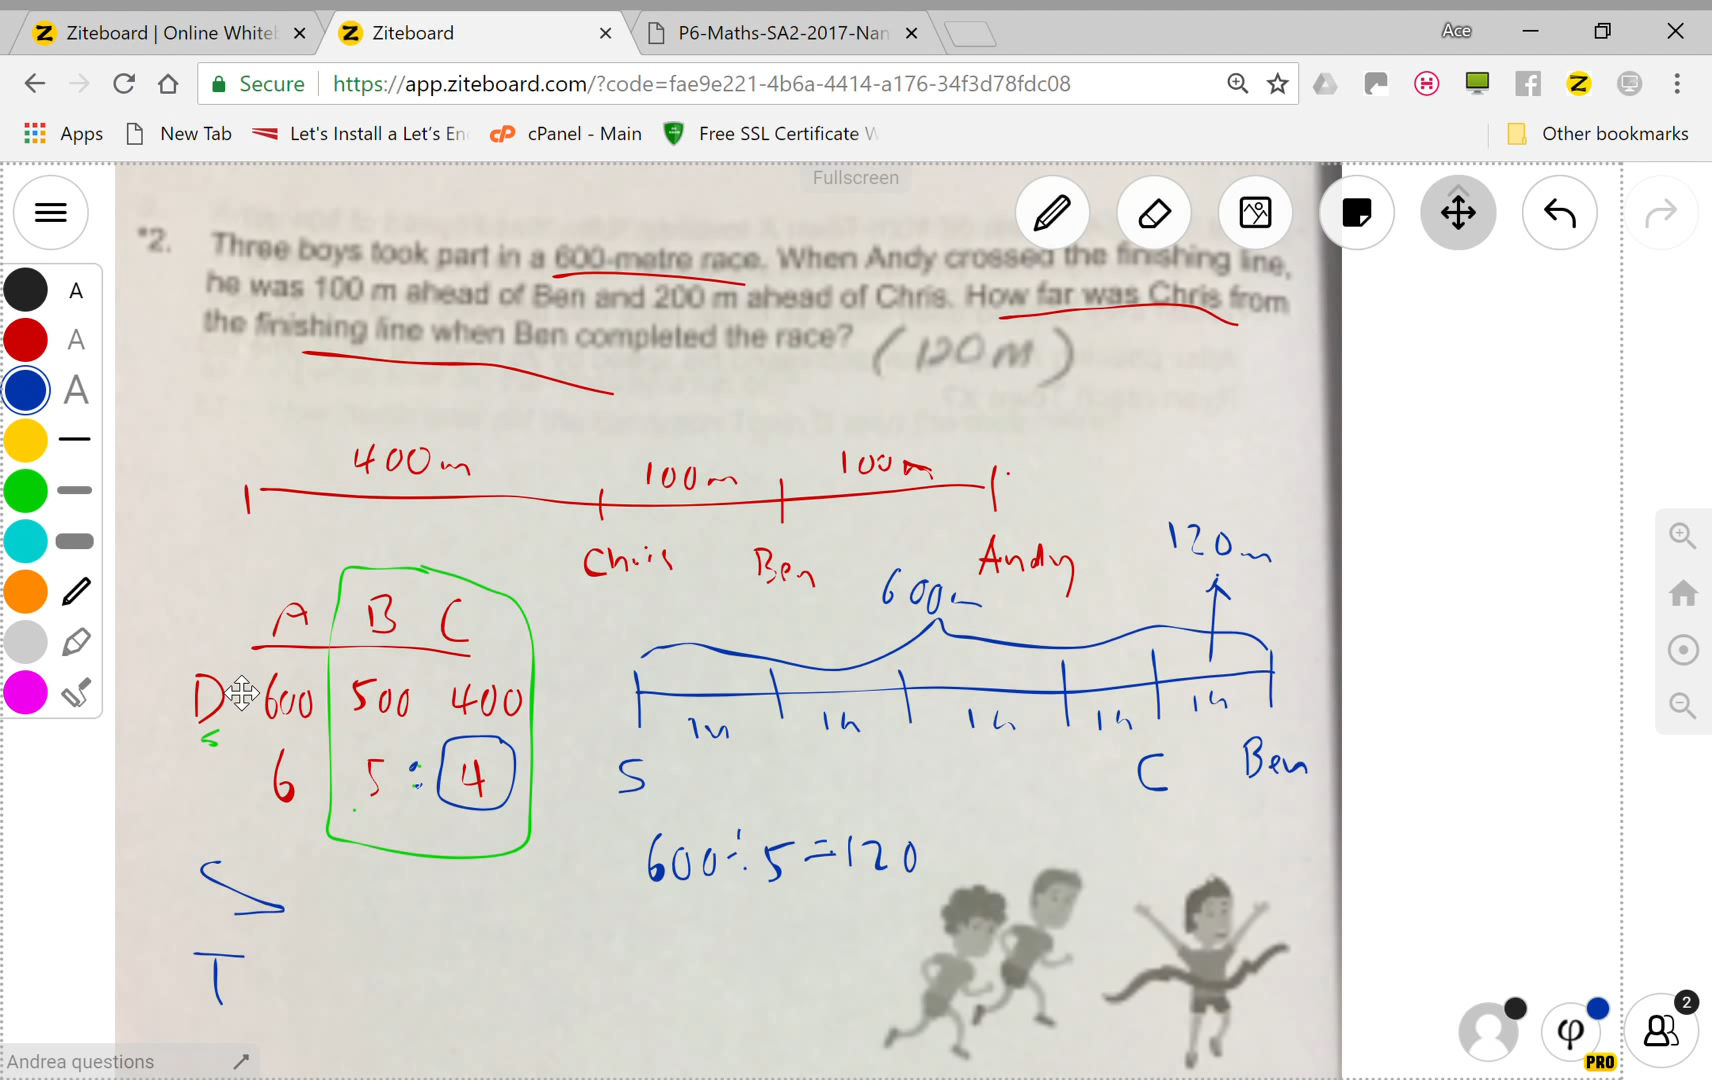 Ziteboard | Online Whiteb
Ziteboard
P6-Maths-SA2-2017-Nan
Ace
Secure
https://app.ziteboard.com/?code=fae9e221-4b6a-4414-a176-34f3d78fdc08
Apps
New Tab
Let's Install a Let's En
cPanel - Main
Free SSL Certificate W
Other bookmarks
Fullscreen
*2. Three boys took part in a 600-metre race. When Andy crossed the finishing line,
he was 100 m ahead of Ben and 200 m ahead of Chris. How far was Chris from
the finishing line when Ben completed the race? (120m)
A
A
A
400m 100m 100m
Chris Ben Andy
120m
600m
A B C
D 600 500 400
s
6 5 : 4
1u 1u 1u 1u 1u
S C Ben
600÷5=120
S
T
Andrea questions
φ
PRO
2